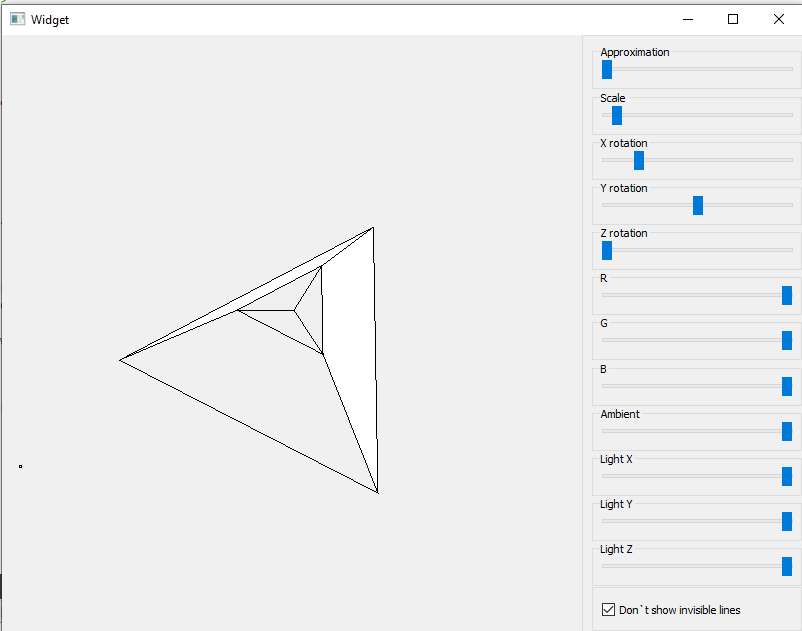 Widget
Approximation
Scale
X rotation
Y rotation
Z rotation
R
G
B
Ambient
Light X
Light Y
Light Z
Don`t show invisible lines